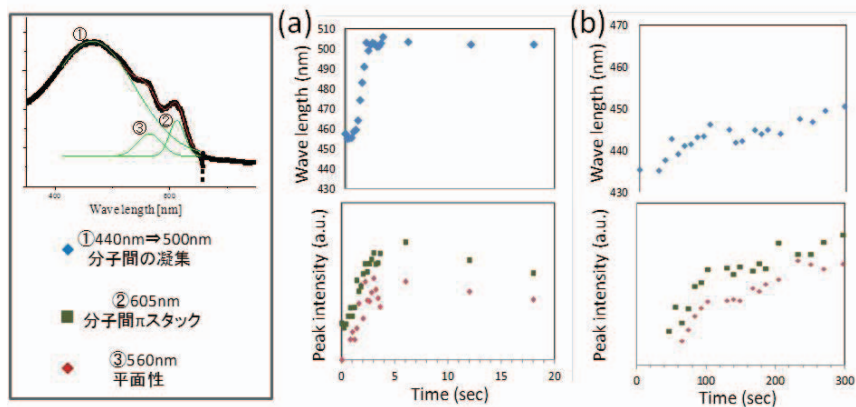 ①
②
③
400
600
Wave length [nm]
①440nm⇒500nm
分子間の凝集
②605nm
分子間πスタック
③560nm
平面性
(a)
Wave length (nm)
510
500
490
480
470
460
450
440
430
Peak intensity (a.u.)
0
5
10
15
20
Time (sec)
(b)
Wave length (nm)
470
460
450
440
430
Peak intensity (a.u.)
0
100
200
300
Time (sec)